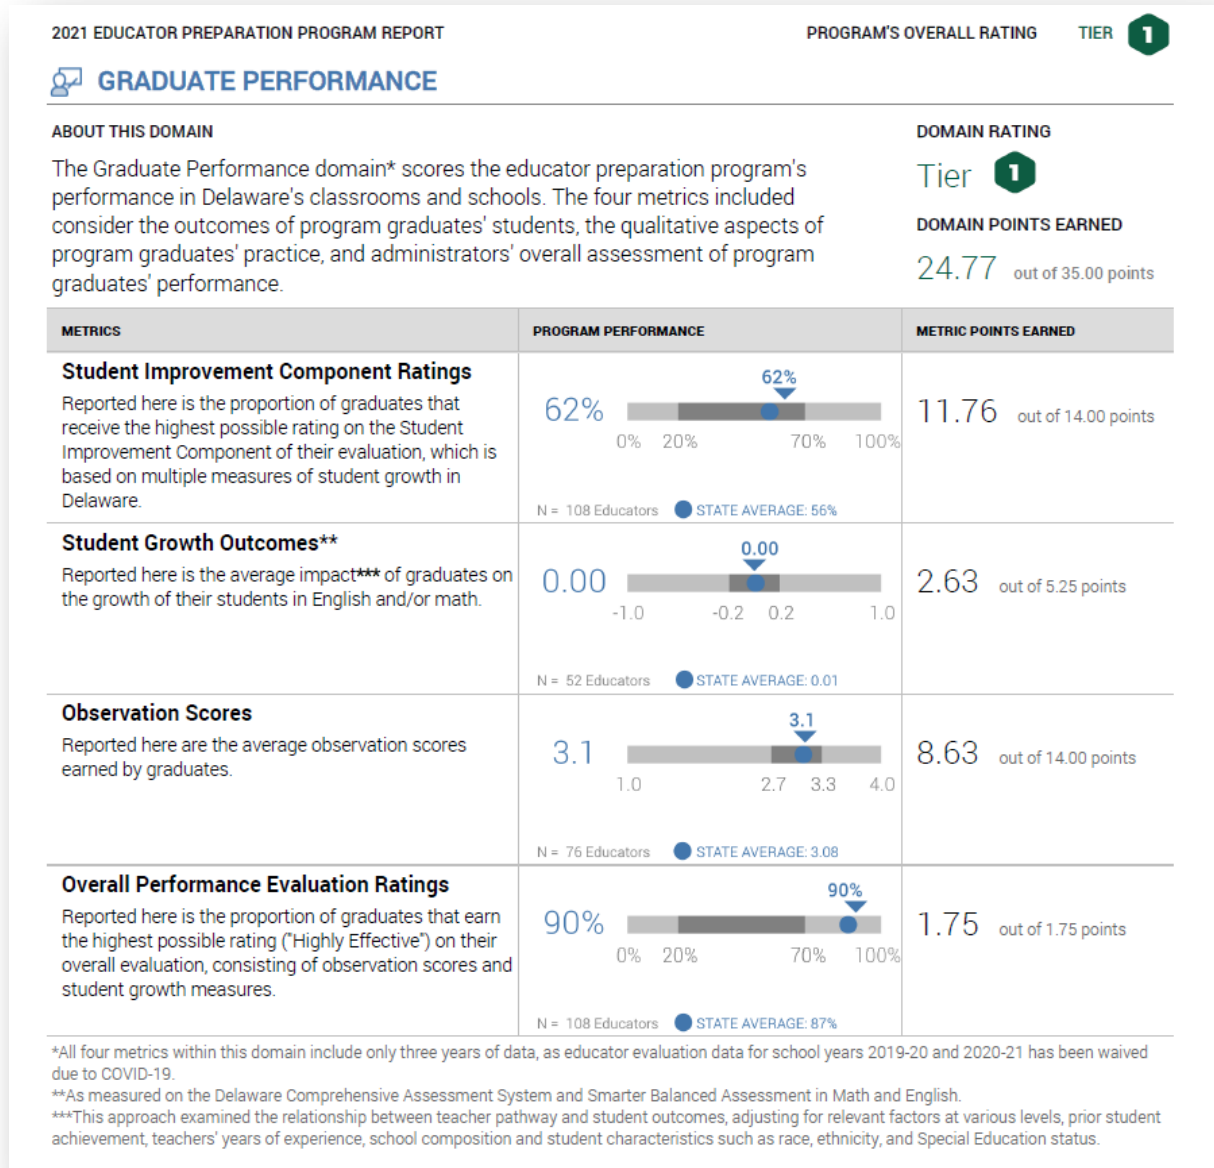 2021 EDUCATOR PREPARATION PROGRAM REPORT
PROGRAM'S OVERALL RATING TIER 1
GRADUATE PERFORMANCE
ABOUT THIS DOMAIN
The Graduate Performance domain* scores the educator preparation program's
performance in Delaware's classrooms and schools. The four metrics included
consider the outcomes of program graduates' students, the qualitative aspects of
program graduates' practice, and administrators' overall assessment of program
graduates' performance.
DOMAIN RATING
Tier 1
DOMAIN POINTS EARNED
24.77 out of 35.00 points
METRICS PROGRAM PERFORMANCE METRIC POINTS EARNED
Student Improvement Component Ratings
Reported here is the proportion of graduates that
receive the highest possible rating on the Student
Improvement Component of their evaluation, which is
based on multiple measures of student growth in
Delaware.
62%
62%
0% 20% 70% 100%
N = 108 Educators STATE AVERAGE: 56%
11.76 out of 14.00 points
Student Growth Outcomes**
Reported here is the average impact*** of graduates on
the growth of their students in English and/or math.
0.00
0.00
-1.0 -0.2 0.2 1.0
N = 52 Educators STATE AVERAGE: 0.01
2.63 out of 5.25 points
Observation Scores
Reported here are the average observation scores
earned by graduates.
3.1
3.1
1.0 2.7 3.3 4.0
N = 76 Educators STATE AVERAGE: 3.08
8.63 out of 14.00 points
Overall Performance Evaluation Ratings
Reported here is the proportion of graduates that earn
the highest possible rating ("Highly Effective") on their
overall evaluation, consisting of observation scores and
student growth measures.
90%
90%
0% 20% 70% 100%
N = 108 Educators STATE AVERAGE: 87%
1.75 out of 1.75 points
*All four metrics within this domain include only three years of data, as educator evaluation data for school years 2019-20 and 2020-21 has been waived
due to COVID-19.
**As measured on the Delaware Comprehensive Assessment System and Smarter Balanced Assessment in Math and English.
***This approach examined the relationship between teacher pathway and student outcomes, adjusting for relevant factors at various levels, prior student
achievement, teachers' years of experience, school composition and student characteristics such as race, ethnicity, and Special Education status.